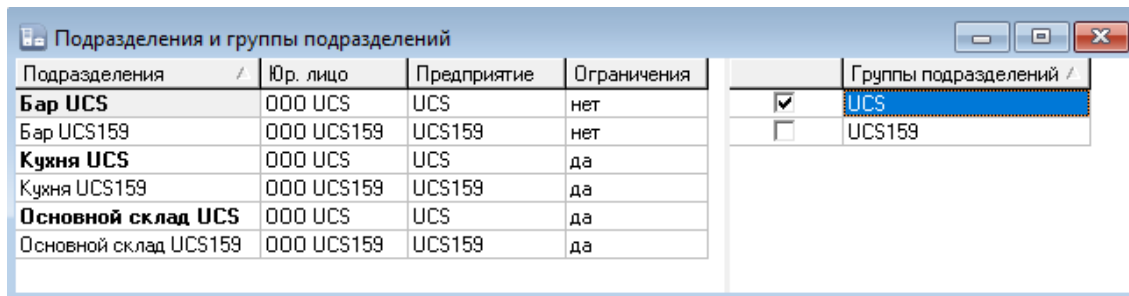 Подразделения и группы подразделений
Подразделения Юр. лицо Предприятие Ограничения Группы подразделений
Бар UCS ООО UCS UCS нет UCS
Бар UCS159 ООО UCS159 UCS159 нет UCS159
Кухня UCS ООО UCS UCS да
Кухня UCS159 ООО UCS159 UCS159 да
Основной склад UCS ООО UCS UCS да
Основной склад UCS159 ООО UCS159 UCS159 да